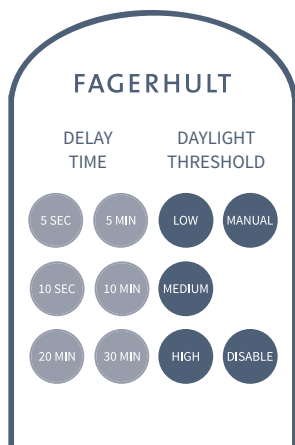 FAGERHULT
DELAY TIME
DAYLIGHT THRESHOLD
5 SEC 5 MIN LOW MANUAL
10 SEC 10 MIN MEDIUM
20 MIN 30 MIN HIGH DISABLE